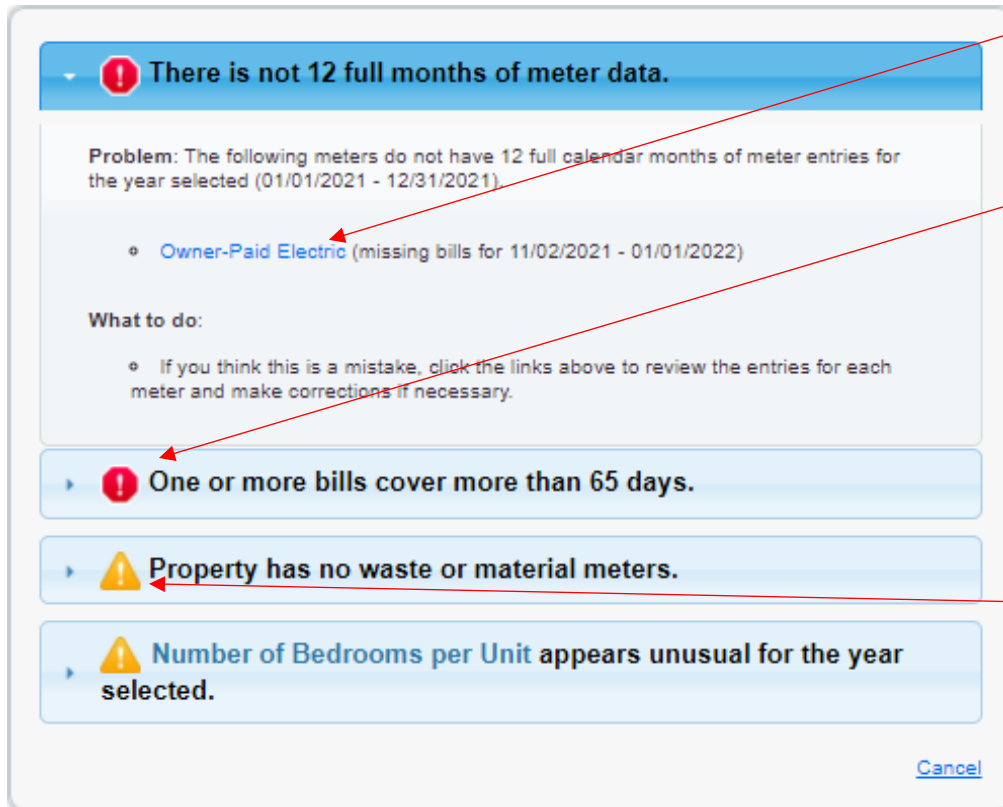 There is not 12 full months of meter data.
Problem: The following meters do not have 12 full calendar months of meter entries for
the year selected (01/01/2021 - 12/31/2021).
Owner-Paid Electric (missing bills for 11/02/2021 - 01/01/2022)
What to do:
If you think this is a mistake, click the links above to review the entries for each
meter and make corrections if necessary.
One or more bills cover more than 65 days.
Property has no waste or material meters.
Number of Bedrooms per Unit appears unusual for the year
selected.
Cancel